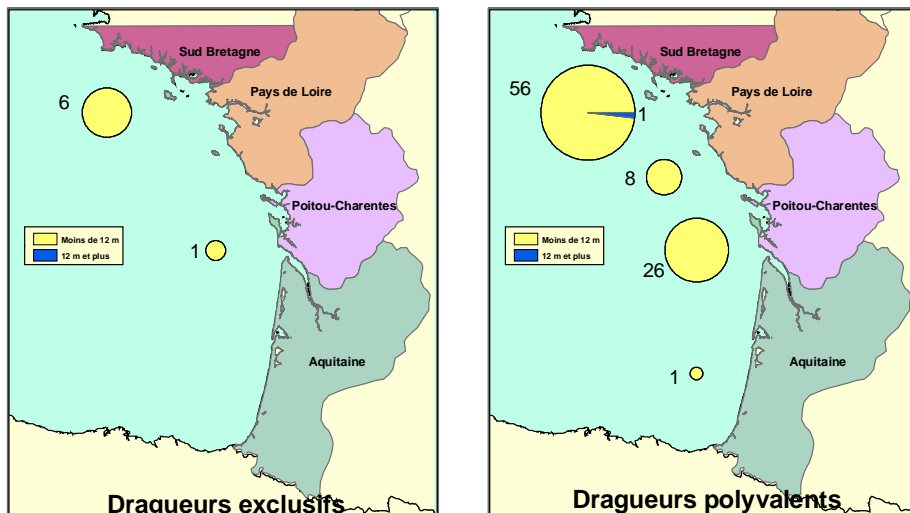 Sud Bretagne
6
Pays de Loire
Poitou-Charentes
Moins de 12 m
12 m et plus
1
Aquitaine
Dragueurs exclusifs
Sud Bretagne
56
Pays de Loire
1
8
Poitou-Charentes
Moins de 12 m
12 m et plus
26
Aquitaine
1
Dragueurs polyvalents